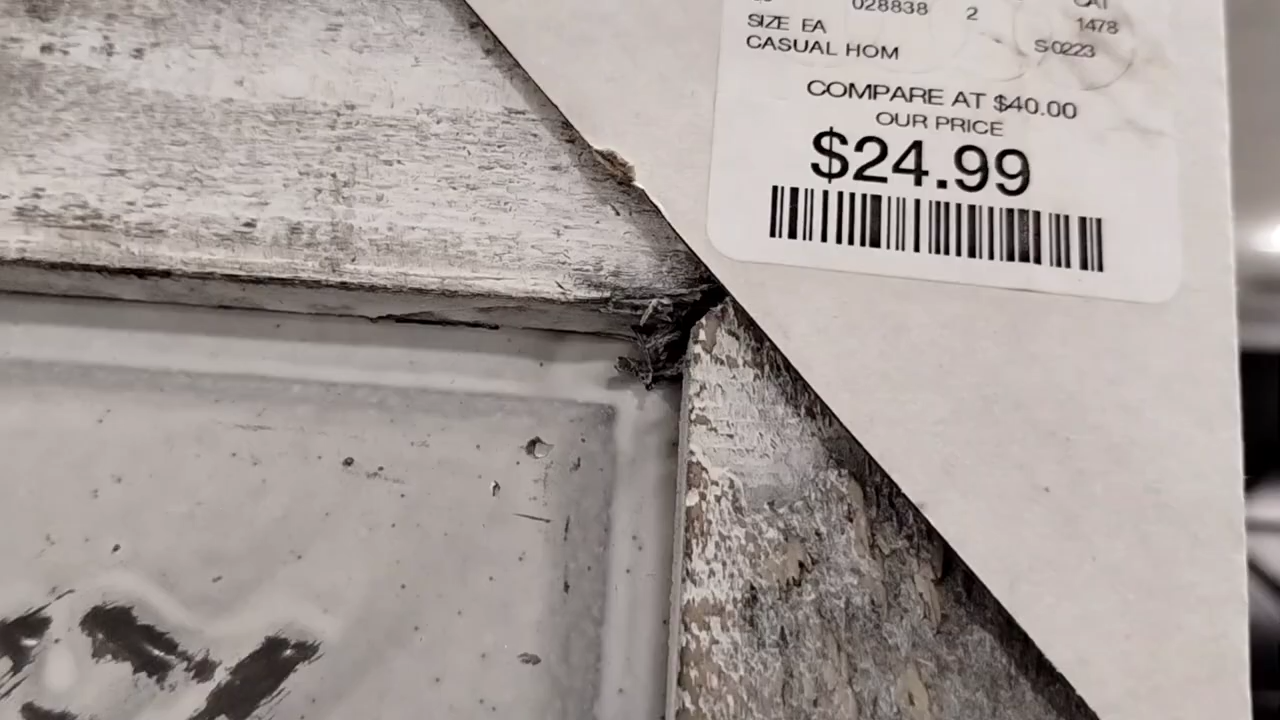 028838 2 1478
SIZE EA
CASUAL HOM S0223
COMPARE AT $40.00
OUR PRICE
$24.99